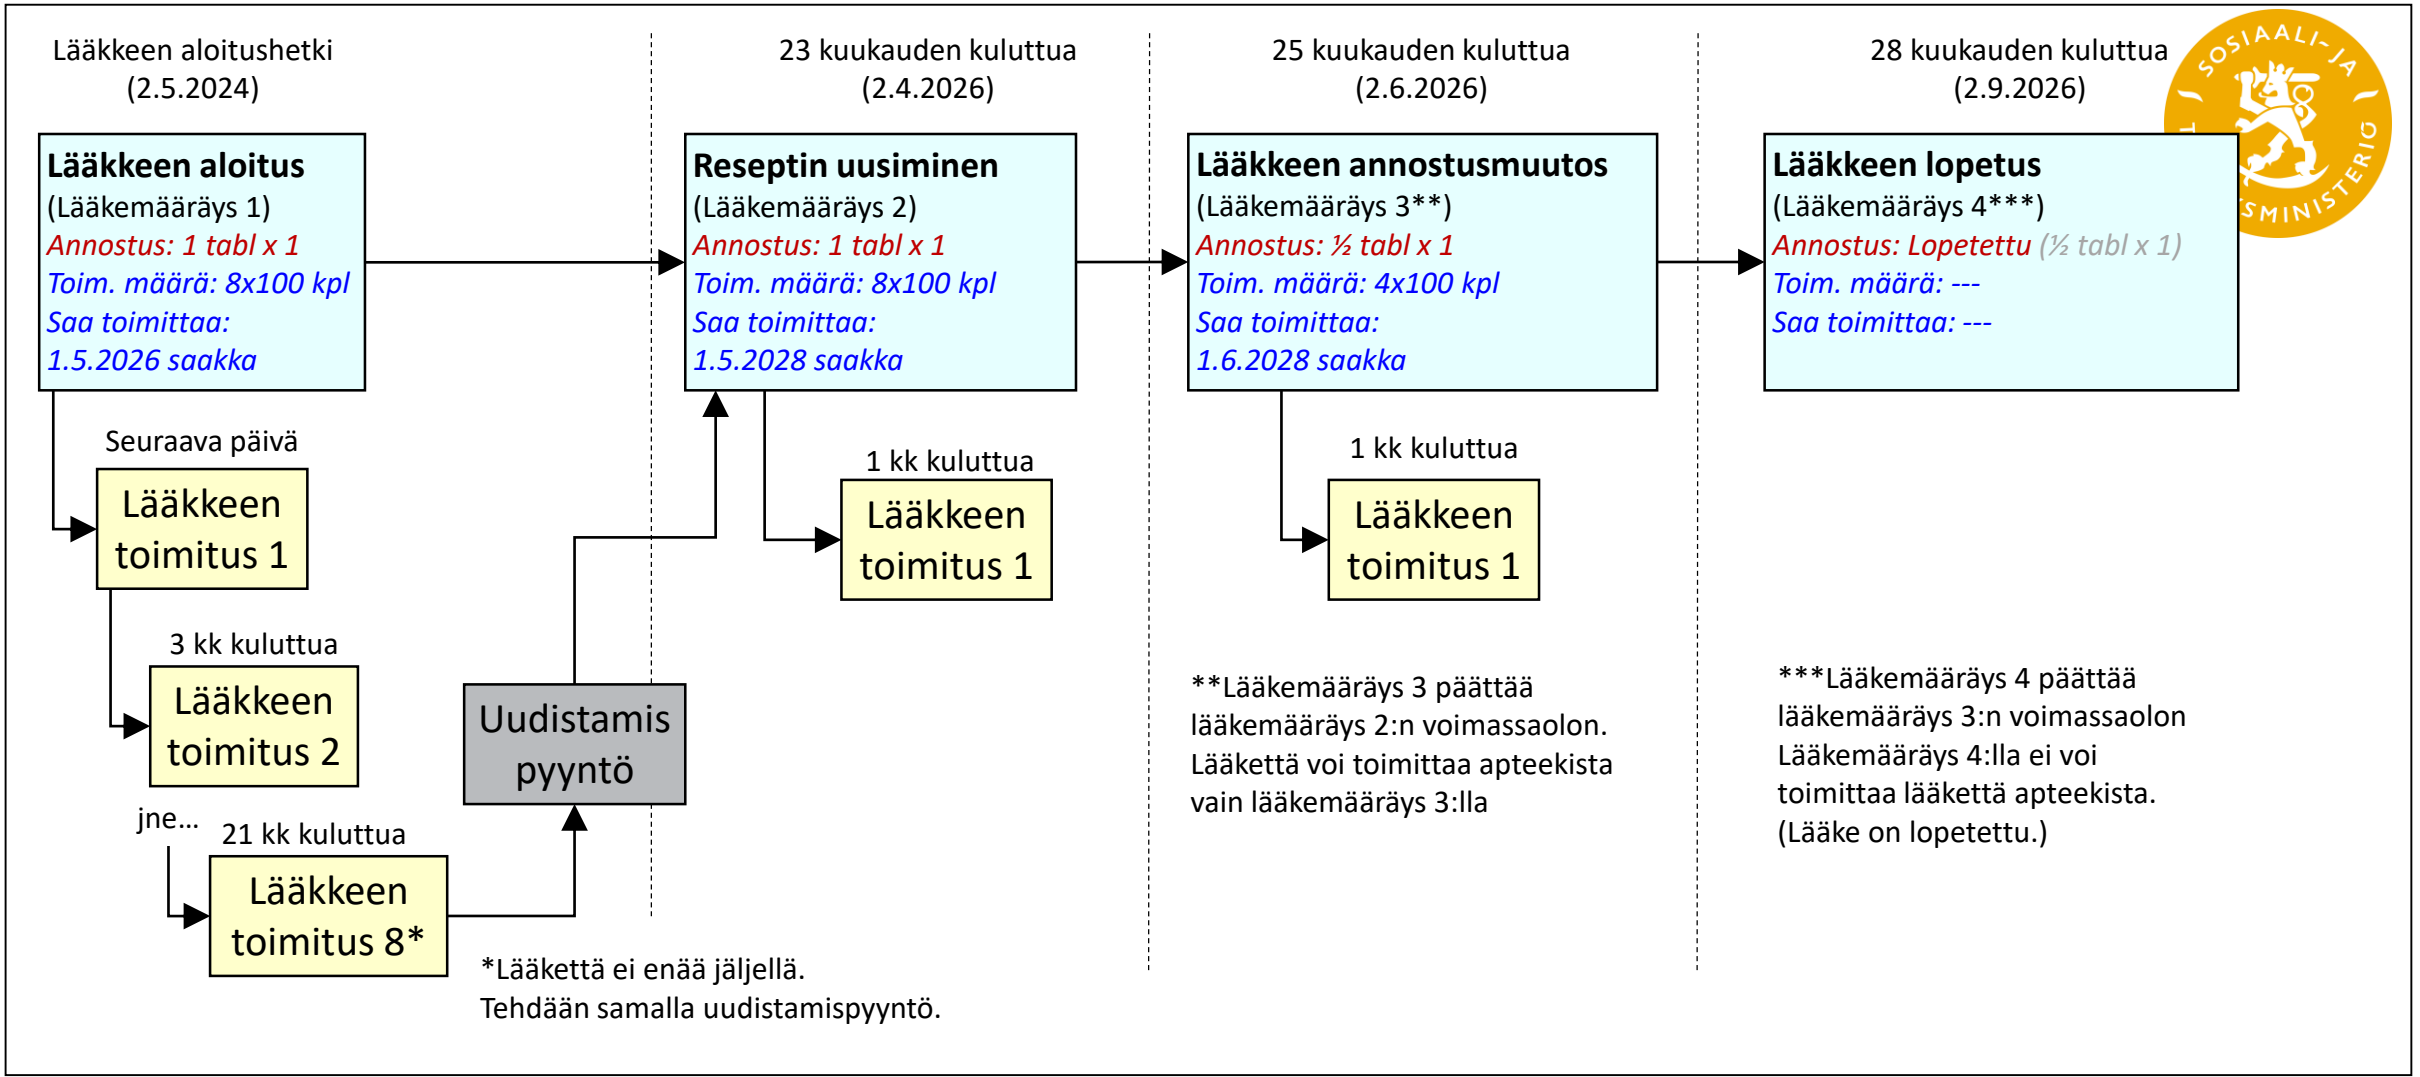 Lääkkeen aloitushetki
(2.5.2024)
23 kuukauden kuluttua
(2.4.2026)
25 kuukauden kuluttua
(2.6.2026)
28 kuukauden kuluttua
(2.9.2026)
SOSIAALI- JA
KSMINISTERIÖ
Lääkkeen aloitus
(Lääkemääräys 1)
Annostus: 1 tabl x 1
Toim. määrä: 8x100 kpl
Saa toimittaa:
1.5.2026 saakka
Reseptin uusiminen
(Lääkemääräys 2)
Annostus: 1 tabl x 1
Toim. määrä: 8x100 kpl
Saa toimittaa:
1.5.2028 saakka
Lääkkeen annostusmuutos
(Lääkemääräys 3**)
Annostus: ½ tabl x 1
Toim. määrä: 4x100 kpl
Saa toimittaa:
1.6.2028 saakka
Lääkkeen lopetus
(Lääkemääräys 4***)
Annostus: Lopetettu (½ tabl x 1)
Toim. määrä: ---
Saa toimittaa: ---
Seuraava päivä
Lääkkeen
toimitus 1
3 kk kuluttua
Lääkkeen
toimitus 2
jne...
21 kk kuluttua
Lääkkeen
toimitus 8*
Uudistamis
pyyntö
*Lääkettä ei enää jäljellä.
Tehdään samalla uudistamispyyntö.
1 kk kuluttua
Lääkkeen
toimitus 1
1 kk kuluttua
Lääkkeen
toimitus 1
**Lääkemääräys 3 päättää
lääkemääräys 2:n voimassaolon.
Lääkettä voi toimittaa apteekista
vain lääkemääräys 3:lla
***Lääkemääräys 4 päättää
lääkemääräys 3:n voimassaolon
Lääkemääräys 4:lla ei voi
toimittaa lääkettä apteekista.
(Lääke on lopetettu.)